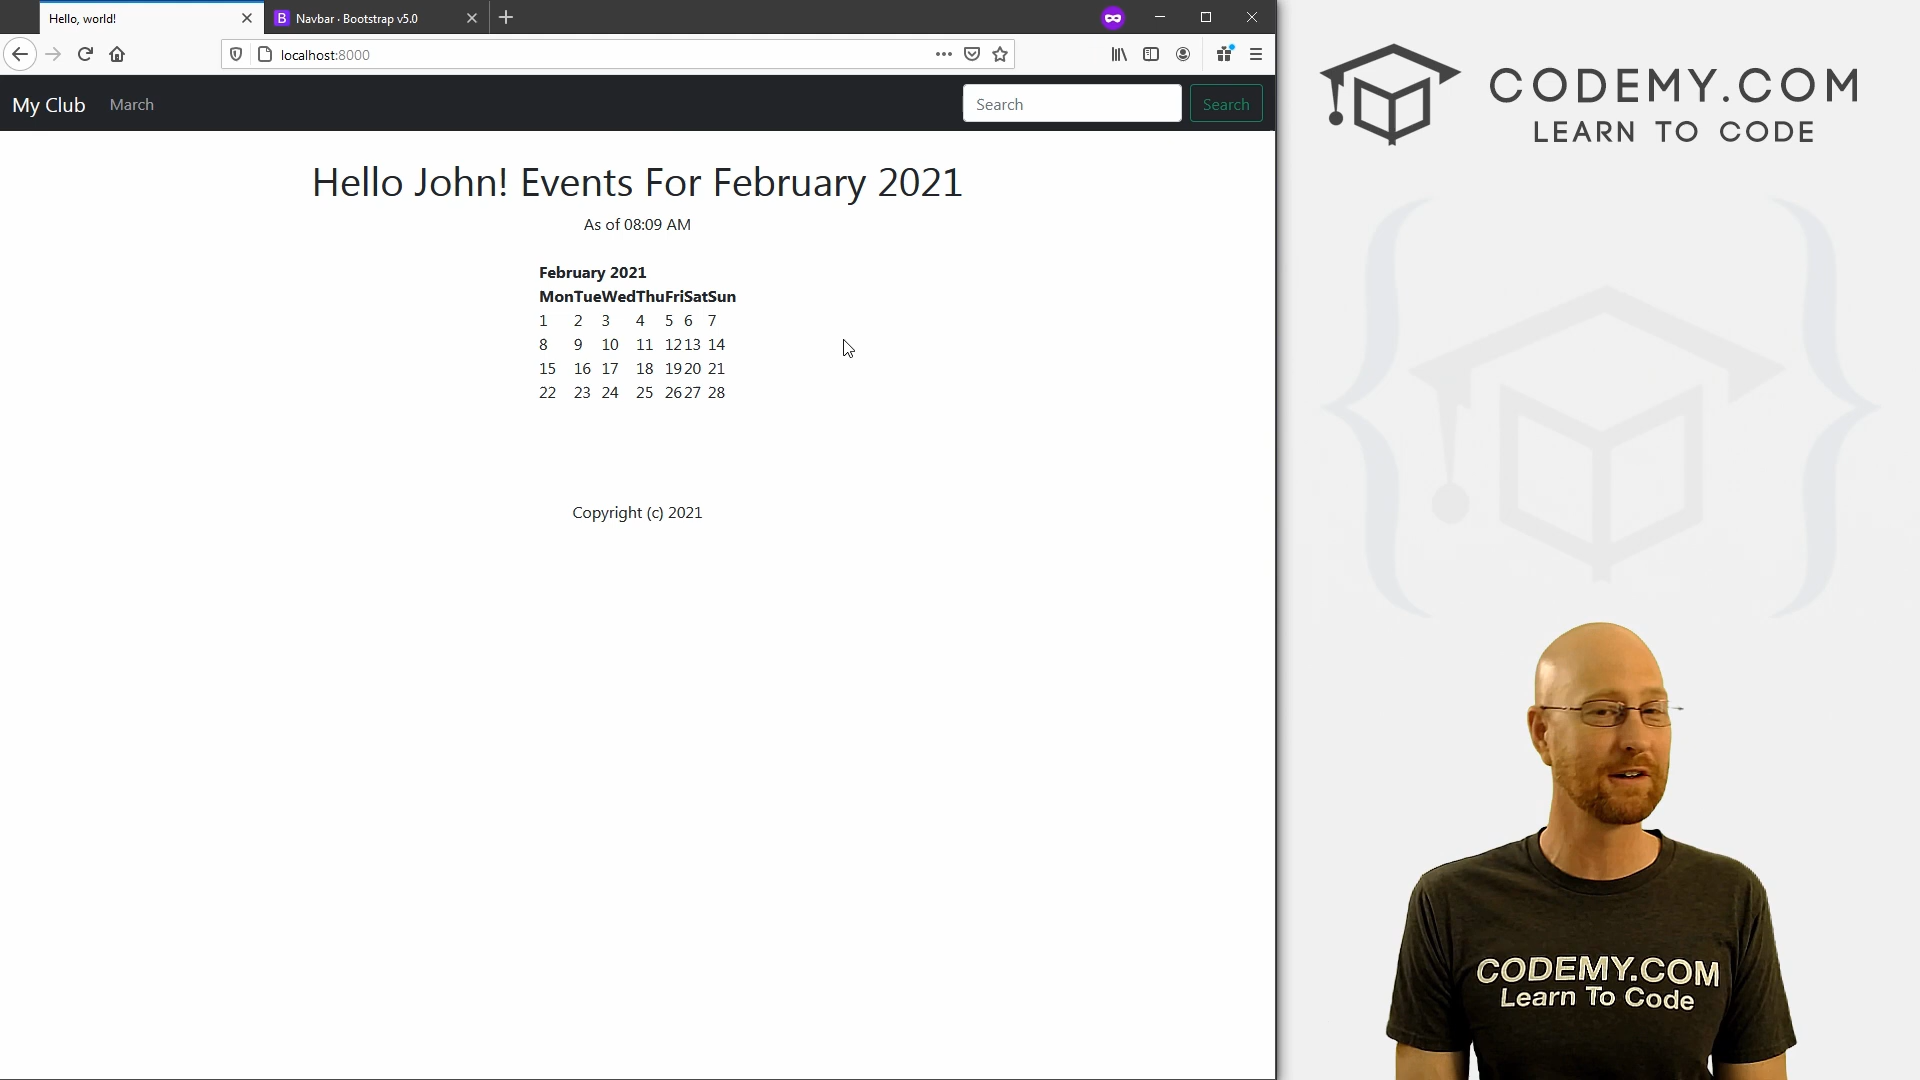 Hello, world!
B Navbar · Bootstrap v5.0
localhost:8000
My Club March Search Search
Hello John! Events For February 2021
As of 08:09 AM
February 2021
MonTueWedThuFriSatSun
1 2 3 4 5 6 7
8 9 10 11 12 13 14
15 16 17 18 19 20 21
22 23 24 25 26 27 28
Copyright (c) 2021
CODEMY.COM
LEARN TO CODE
CODEMY.COM
Learn To Code